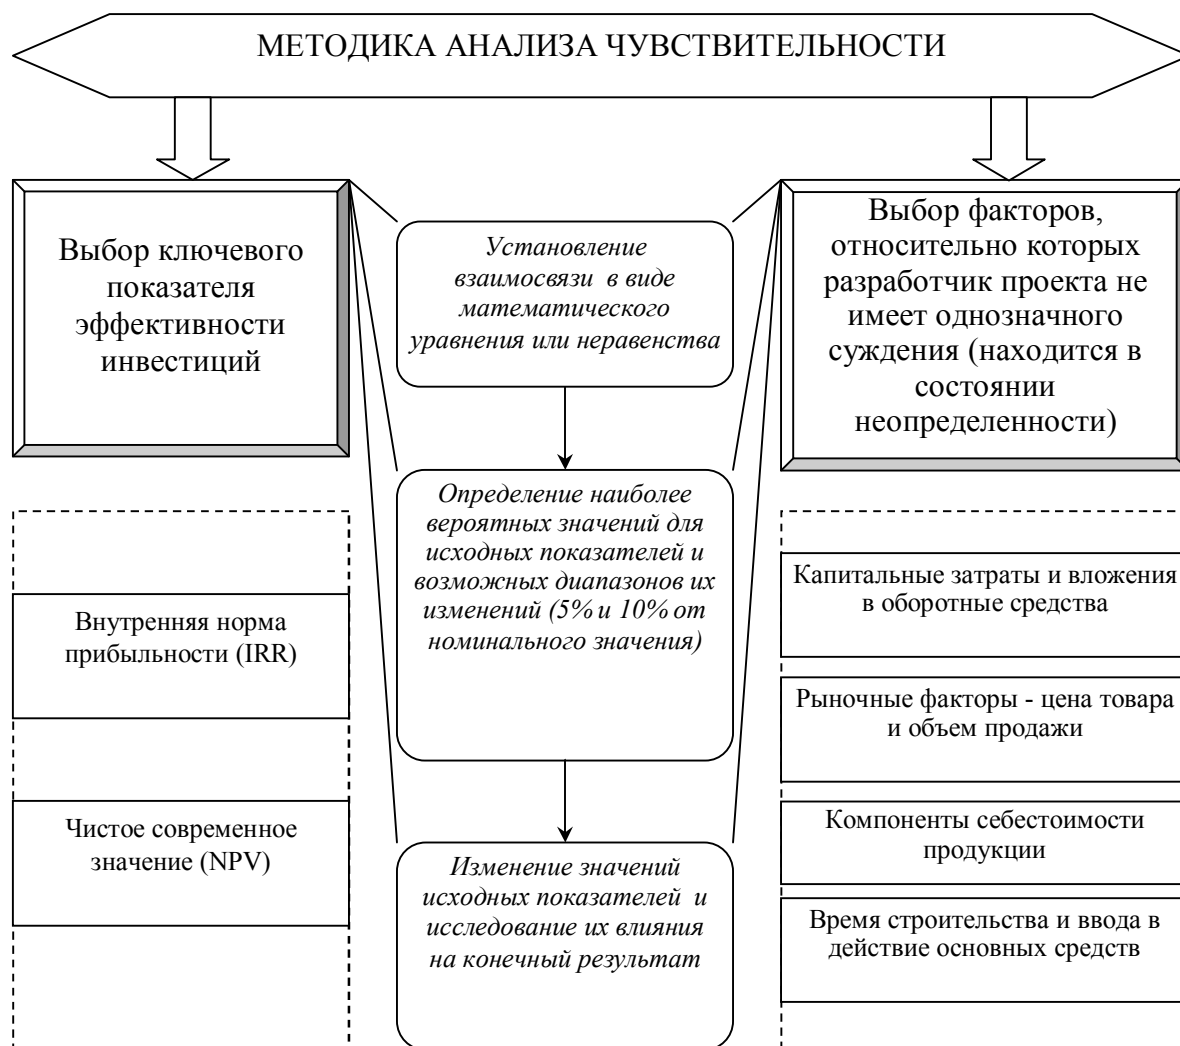 МЕТОДИКА АНАЛИЗА ЧУВСТВИТЕЛЬНОСТИ
Выбор ключевого
показателя
эффективности
инвестиций
Внутренняя норма
прибыльности (IRR)
Чистое современное
значение (NPV)
Установление
взаимосвязи в виде
математического
уравнения или неравенства
Определение наиболее
вероятных значений для
исходных показателей и
возможных диапазонов их
изменений (5% и 10% от
номинального значения)
Изменение значений
исходных показателей и
исследование их влияния
на конечный результат
Выбор факторов,
относительно которых
разработчик проекта не
имеет однозначного
суждения (находится в
состоянии
неопределенности)
Капитальные затраты и вложения
в оборотные средства
Рыночные факторы - цена товара
и объем продажи
Компоненты себестоимости
продукции
Время строительства и ввода в
действие основных средств